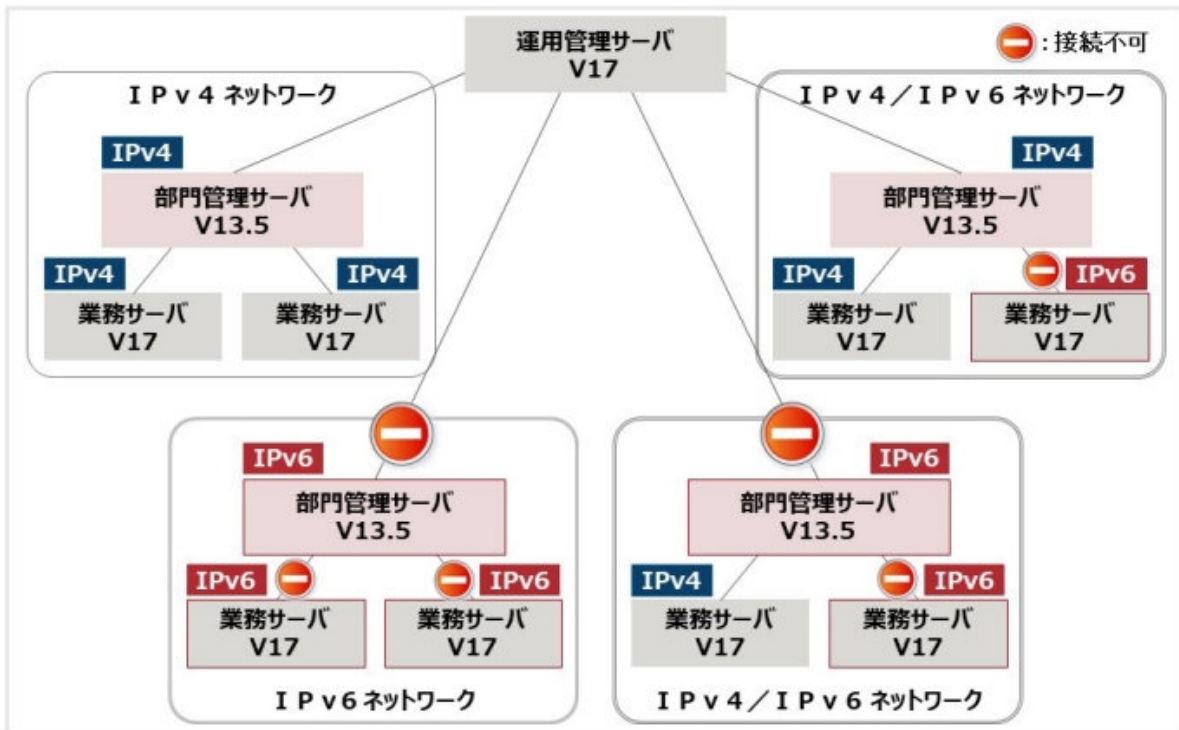 運用管理サーバ
V17
：接続不可
ＩＰｖ４ ネットワーク
IPv4
部門管理サーバ
V13.5
IPv4
IPv4
業務サーバ
V17
業務サーバ
V17
ＩＰｖ４／ＩＰｖ６ ネットワーク
IPv4
部門管理サーバ
V13.5
IPv4
IPv6
業務サーバ
V17
業務サーバ
V17
IPv6
部門管理サーバ
V13.5
IPv6
IPv6
業務サーバ
V17
業務サーバ
V17
ＩＰｖ６ ネットワーク
IPv6
部門管理サーバ
V13.5
IPv4
IPv6
業務サーバ
V17
業務サーバ
V17
ＩＰｖ４／ＩＰｖ６ ネットワーク